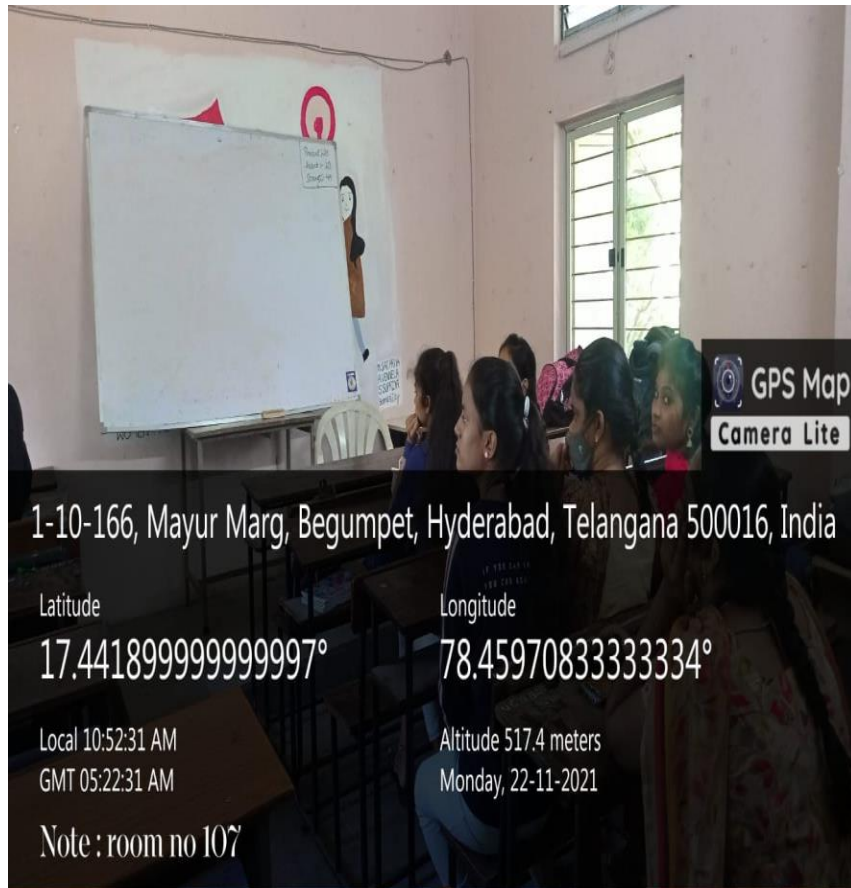 GPS Map
Camera Lite
1-10-166, Mayur Marg, Begumpet, Hyderabad, Telangana 500016, India
Latitude
17.441899999999997°
Longitude
78.45970833333334°
Local 10:52:31 AM
GMT 05:22:31 AM
Altitude 517.4 meters
Monday, 22-11-2021
Note : room no 107